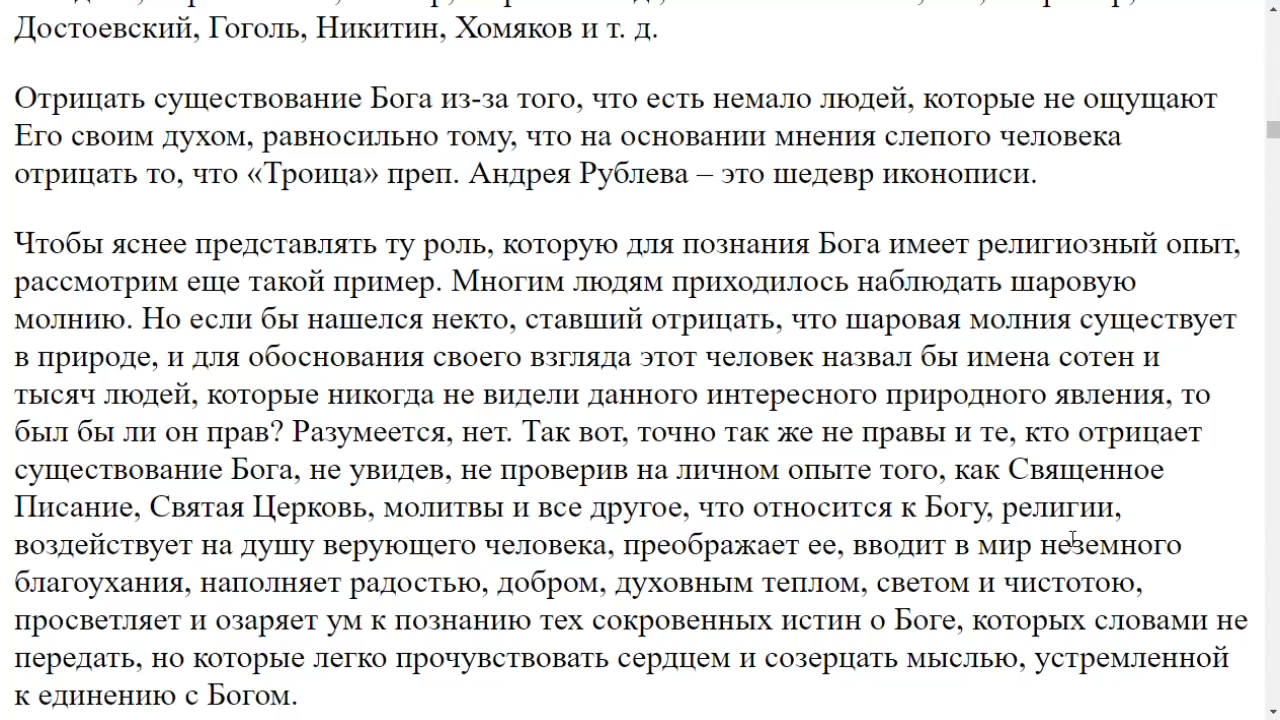 Достоевский, Гоголь, Никитин, Хомяков и т. д.
Отрицать существование Бога из-за того, что есть немало людей, которые не ощущают
Его своим духом, равносильно тому, что на основании мнения слепого человека
отрицать то, что «Троица» преп. Андрея Рублева – это шедевр иконописи.
Чтобы яснее представлять ту роль, которую для познания Бога имеет религиозный опыт,
рассмотрим еще такой пример. Многим людям приходилось наблюдать шаровую
молнию. Но если бы нашелся некто, ставший отрицать, что шаровая молния существует
в природе, и для обоснования своего взгляда этот человек назвал бы имена сотен и
тысяч людей, которые никогда не видели данного интересного природного явления, то
был бы ли он прав? Разумеется, нет. Так вот, точно так же не правы и те, кто отрицает
существование Бога, не увидев, не проверив на личном опыте того, как Священное
Писание, Святая Церковь, молитвы и все другое, что относится к Богу, религии,
воздействует на душу верующего человека, преображает ее, вводит в мир неземного
благоухания, наполняет радостью, добром, духовным теплом, светом и чистотою,
просветляет и озаряет ум к познанию тех сокровенных истин о Боге, которых словами не
передать, но которые легко прочувствовать сердцем и созерцать мыслью, устремленной
к единению с Богом.